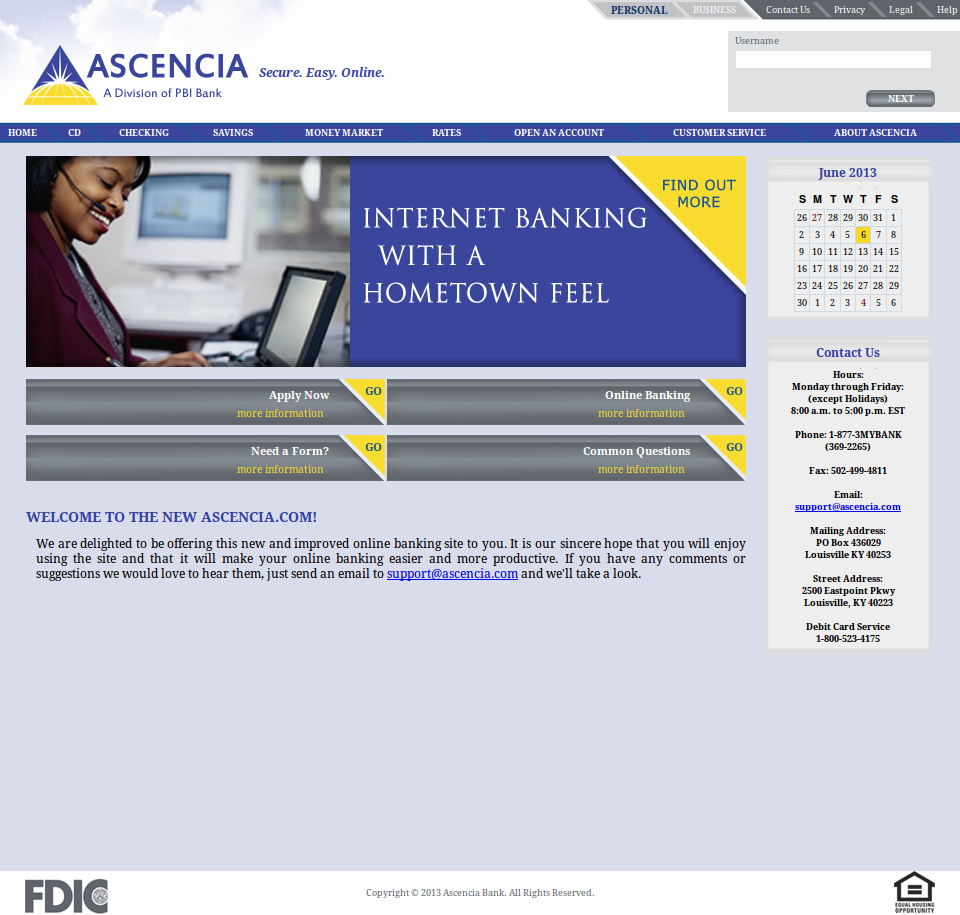 PERSONAL BUSINESS Contact Us Privacy Legal Help
Username
ASCENCIA
A Division of PBI Bank
Secure. Easy. Online.
NEXT
HOME CD CHECKING SAVINGS MONEY MARKET RATES OPEN AN ACCOUNT CUSTOMER SERVICE ABOUT ASCENCIA
INTERNET BANKING
WITH A
HOMETOWN FEEL
FIND OUT
MORE
Apply Now
more information
GO
Online Banking
more information
GO
Need a Form?
more information
GO
Common Questions
more information
GO
WELCOME TO THE NEW ASCENCIA.COM!
We are delighted to be offering this new and improved online banking site to you. It is our sincere hope that you will enjoy
using the site and that it will make your online banking easier and more productive. If you have any comments or
suggestions we would love to hear them, just send an email to support@ascencia.com and we'll take a look.
June 2013
S M T W T F S
26 27 28 29 30 31 1
2 3 4 5 6 7 8
9 10 11 12 13 14 15
16 17 18 19 20 21 22
23 24 25 26 27 28 29
30 1 2 3 4 5 6
Contact Us
Hours:
Monday through Friday:
(except Holidays)
8:00 a.m. to 5:00 p.m. EST
Phone: 1-877-3MYBANK
(369-2265)
Fax: 502-499-4811
Email:
support@ascencia.com
Mailing Address:
PO Box 436029
Louisville KY 40253
Street Address:
2500 Eastpoint Pkwy
Louisville, KY 40223
Debit Card Service
1-800-523-4175
FDIC
Copyright © 2013 Ascencia Bank. All Rights Reserved.
EQUAL HOUSING
OPPORTUNITY